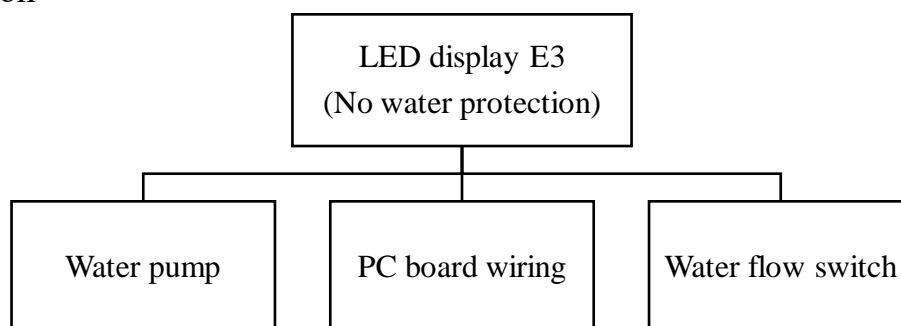 LED display E3
(No water protection)
Water pump
PC board wiring
Water flow switch